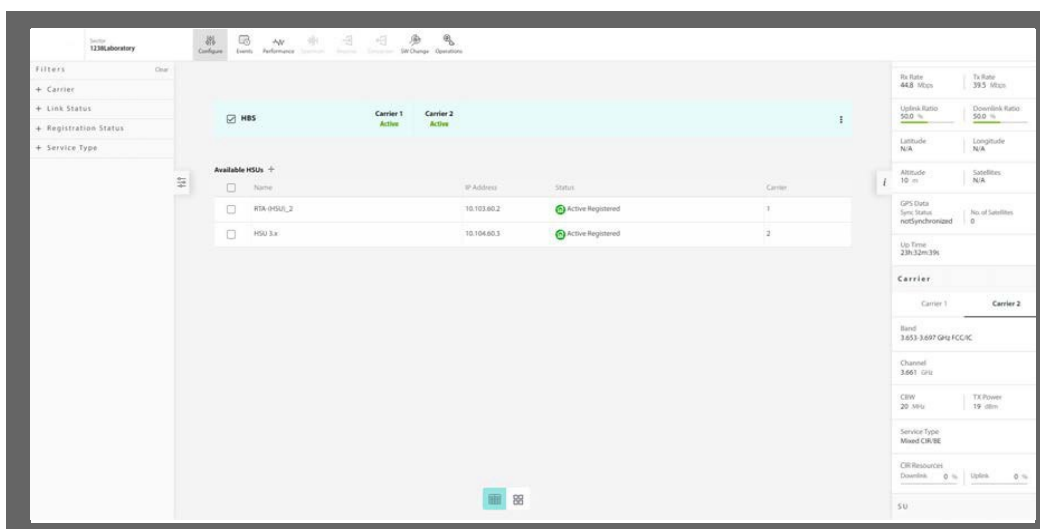 Sector
1238Laboratory
Configure
Events
Performance
Spectrum
SW Change
Operations
Filters
Clear
+ Carrier
+ Link Status
+ Registration Status
+ Service Type
HBS
Carrier 1
Active
Carrier 2
Active
Available HSUs +
Name IP Address Status Carrier
RTA-(HSU)_2 10.103.60.2 Active Registered 1
HSU 3.x 10.104.60.3 Active Registered 2
i
Rx Rate Tx Rate
44.8 Mbps 39.5 Mbps
Uplink Ratio Downlink Ratio
50.0 % 50.0 %
Latitude Longitude
N/A N/A
Altitude Satellites
10 m N/A
GPS Data
Sync Status No. of Satellites
notSynchronized 0
Up Time
23h:32m:39s
Carrier
Carrier 1 Carrier 2
Band
3.653-3.697 GHz FCC/IC
Channel
3.661 GHz
CBW TX Power
20 MHz 19 dBm
Service Type
Mixed CIR/BE
CIR Resources
Downlink 0 % Uplink 0 %
SU